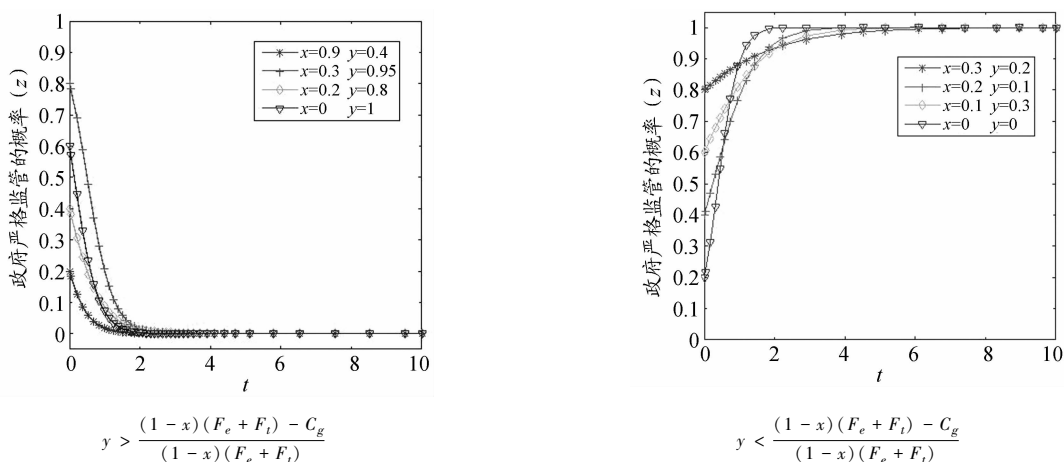 1
0.9
0.8
0.7
0.6
0.5
0.4
0.3
0.2
0.1
0
政府严格监管的概率（z）
x=0.9 y=0.4
x=0.3 y=0.95
x=0.2 y=0.8
x=0 y=1
0 2 4 6 8 10
t
y > \frac{(1 - x)(F_e + F_t) - C_g}{(1 - x)(F_e + F_t)}
1
0.9
0.8
0.7
0.6
0.5
0.4
0.3
0.2
0.1
0
政府严格监管的概率（z）
x=0.3 y=0.2
x=0.2 y=0.1
x=0.1 y=0.3
x=0 y=0
0 2 4 6 8 10
t
y < \frac{(1 - x)(F_e + F_t) - C_g}{(1 - x)(F_e + F_t)}